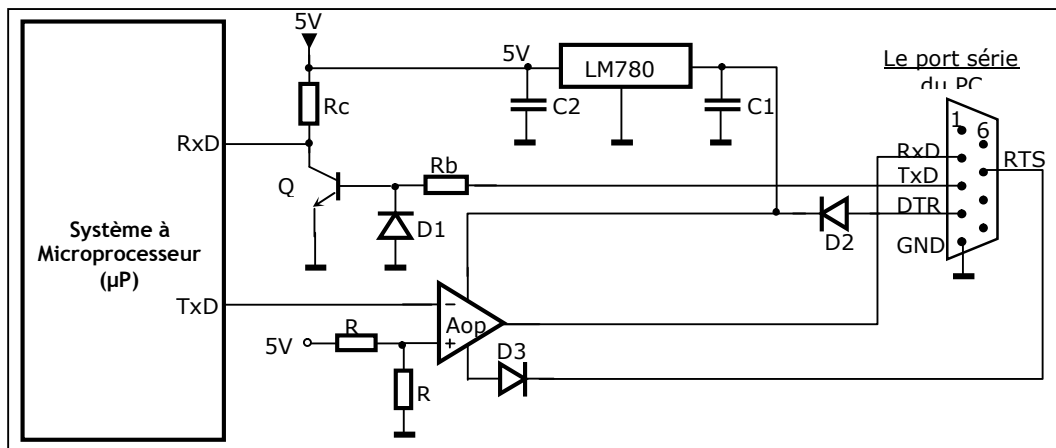 5V
5V
LM780
Le port série
du PC
Rc
C2
C1
1
6
RxD
RxD
RTS
Rb
TxD
Q
D1
D2
DTR
Système à
Microprocesseur
(µP)
GND
TxD
Aop
5V
R
D3
R